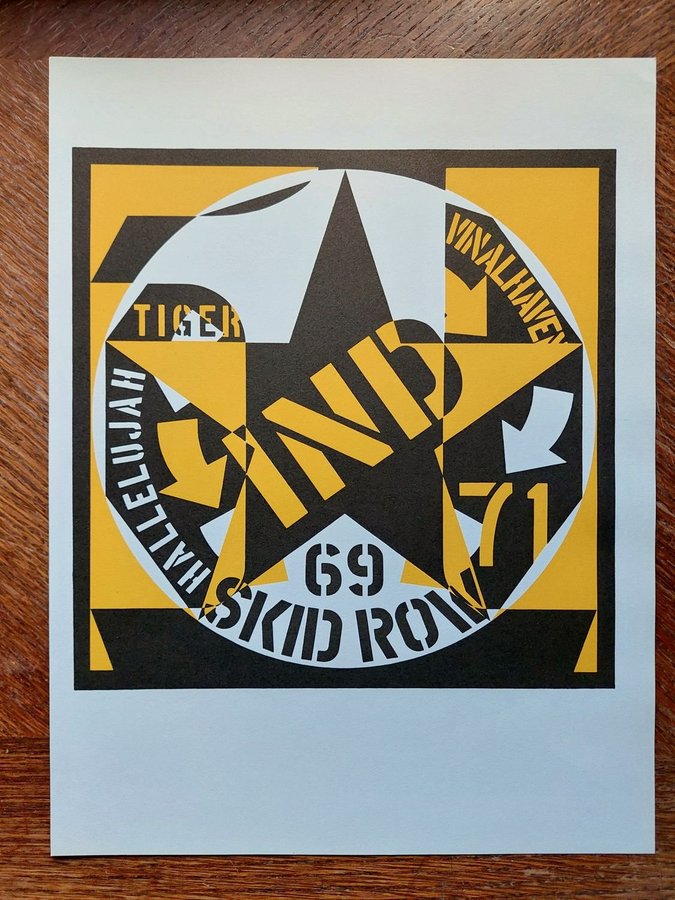 TIGER
VINALHAVEN
HALLELUJAH
IND
71
69
SKID ROW